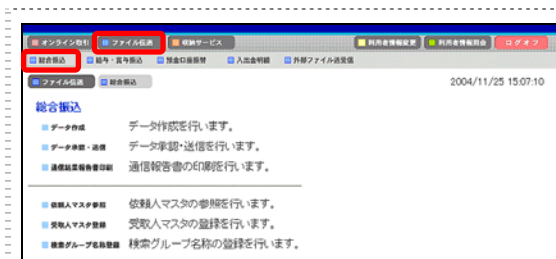 オンライン取引 ファイル伝送 収納サービス 利用者情報変更 利用者情報照会 ログオフ
総合振込 給与・賞与振込 預金口座振替 入出金明細 外部ファイル送受信
ファイル伝送 総合振込 2004/11/25 15:07:10
総合振込
データ作成 データ作成を行います。
データ承認・送信 データ承認・送信を行います。
通信結果報告書印刷 通信報告書の印刷を行います。
依頼人マスタ参照 依頼人マスタの参照を行います。
受取人マスタ登録 受取人マスタの登録を行います。
検索グループ名称登録 検索グループ名称の登録を行います。